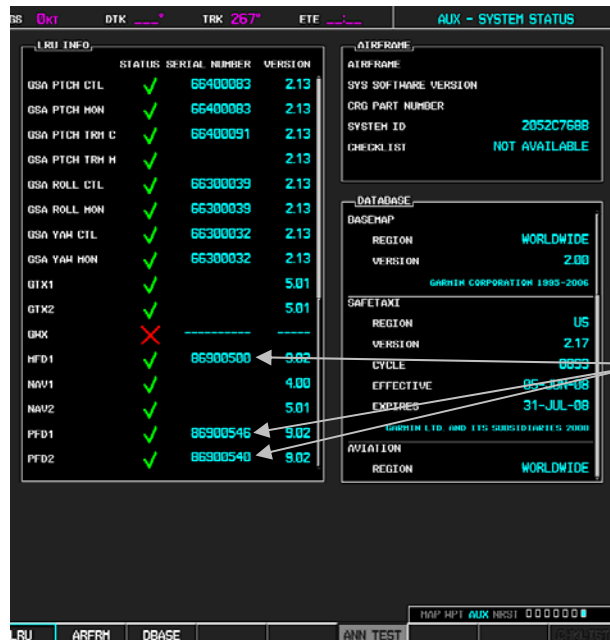 GS 0KT DTK ___° TRK 267° ETE __:__ AUX - SYSTEM STATUS
LRU INFO
STATUS SERIAL NUMBER VERSION
GSA PTCH CTL ✓ 66400083 2.13
GSA PTCH MON ✓ 66400083 2.13
GSA PTCH TRM C ✓ 66400091 2.13
GSA PTCH TRM M ✓ 2.13
GSA ROLL CTL ✓ 66300039 2.13
GSA ROLL MON ✓ 66300039 2.13
GSA YAW CTL ✓ 66300032 2.13
GSA YAW MON ✓ 66300032 2.13
GTX1 ✓ 5.01
GTX2 ✓ 5.01
GWX ---------- -----
MFD1 ✓ 86900500 9.02
NAV1 ✓ 4.00
NAV2 ✓ 5.01
PFD1 ✓ 86900546 9.02
PFD2 ✓ 86900540 9.02
AIRFRAME
AIRFRAME
SYS SOFTWARE VERSION
CRG PART NUMBER
SYSTEM ID 2052C768B
CHECKLIST NOT AVAILABLE
DATABASE
BASEMAP
REGION WORLDWIDE
VERSION 2.00
GARMIN CORPORATION 1995-2006
SAFETAXI
REGION US
VERSION 2.17
CYCLE
EFFECTIVE 05-JUN-08
EXPIRES 31-JUL-08
GARMIN LTD. AND ITS SUBSIDIARIES
AVIATION
REGION WORLDWIDE
MAP WPT AUX NRST
LRU ARFRM DBASE ANN TEST